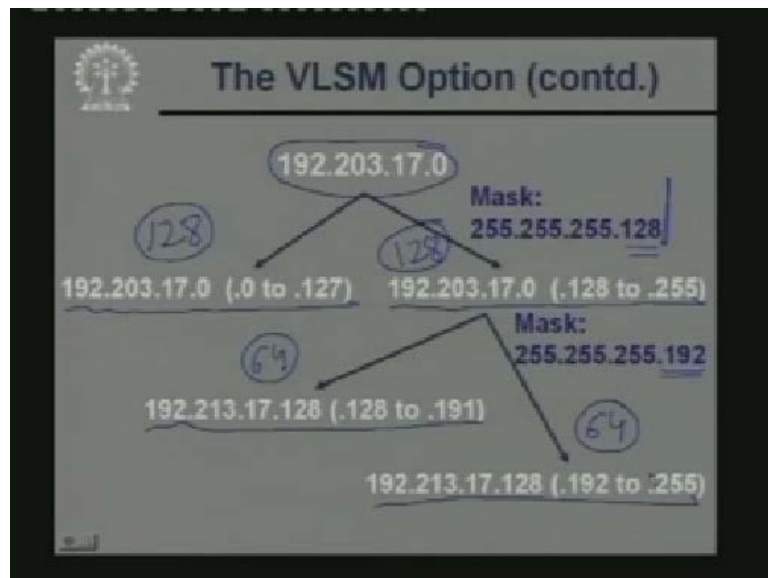 The VLSM Option (contd.)
192.203.17.0
Mask:
255.255.255.128
128
128
192.203.17.0 (.0 to .127)
192.203.17.0 (.128 to .255)
Mask:
255.255.255.192
64
192.213.17.128 (.128 to .191)
64
192.213.17.128 (.192 to .255)